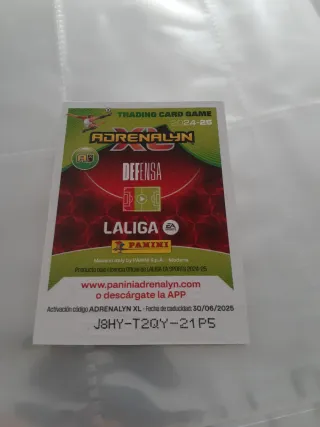 TRADING CARD GAME
2024-25
ADRENALYN
XL
DEFENSA
LALIGA EA
PANINI
www.paniniadrenalyn.com
o descárgate la APP
Activación código ADRENALYN XL - Fecha de caducidad: 30/06/2025
J8HY-T2QY-21P5